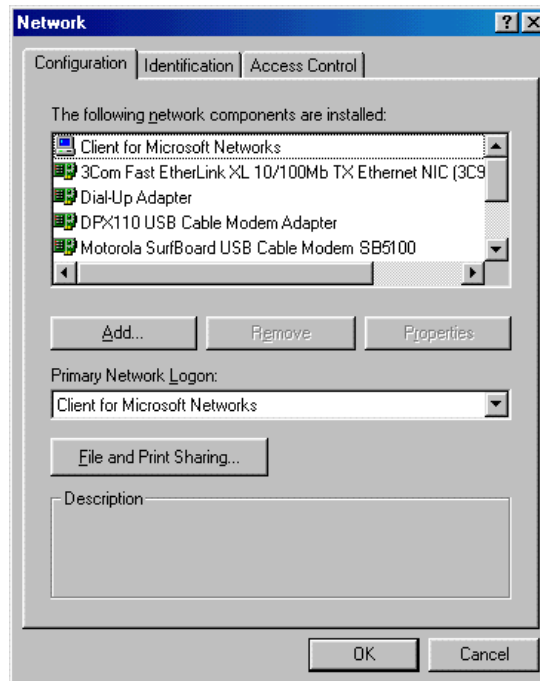 Network
Configuration Identification Access Control
The following network components are installed:
Client for Microsoft Networks
3Com Fast EtherLink XL 10/100Mb TX Ethernet NIC (3C9
Dial-Up Adapter
DPX110 USB Cable Modem Adapter
Motorola SurfBoard USB Cable Modem SB5100
Add... Remove Properties
Primary Network Logon:
Client for Microsoft Networks
File and Print Sharing...
Description
OK Cancel